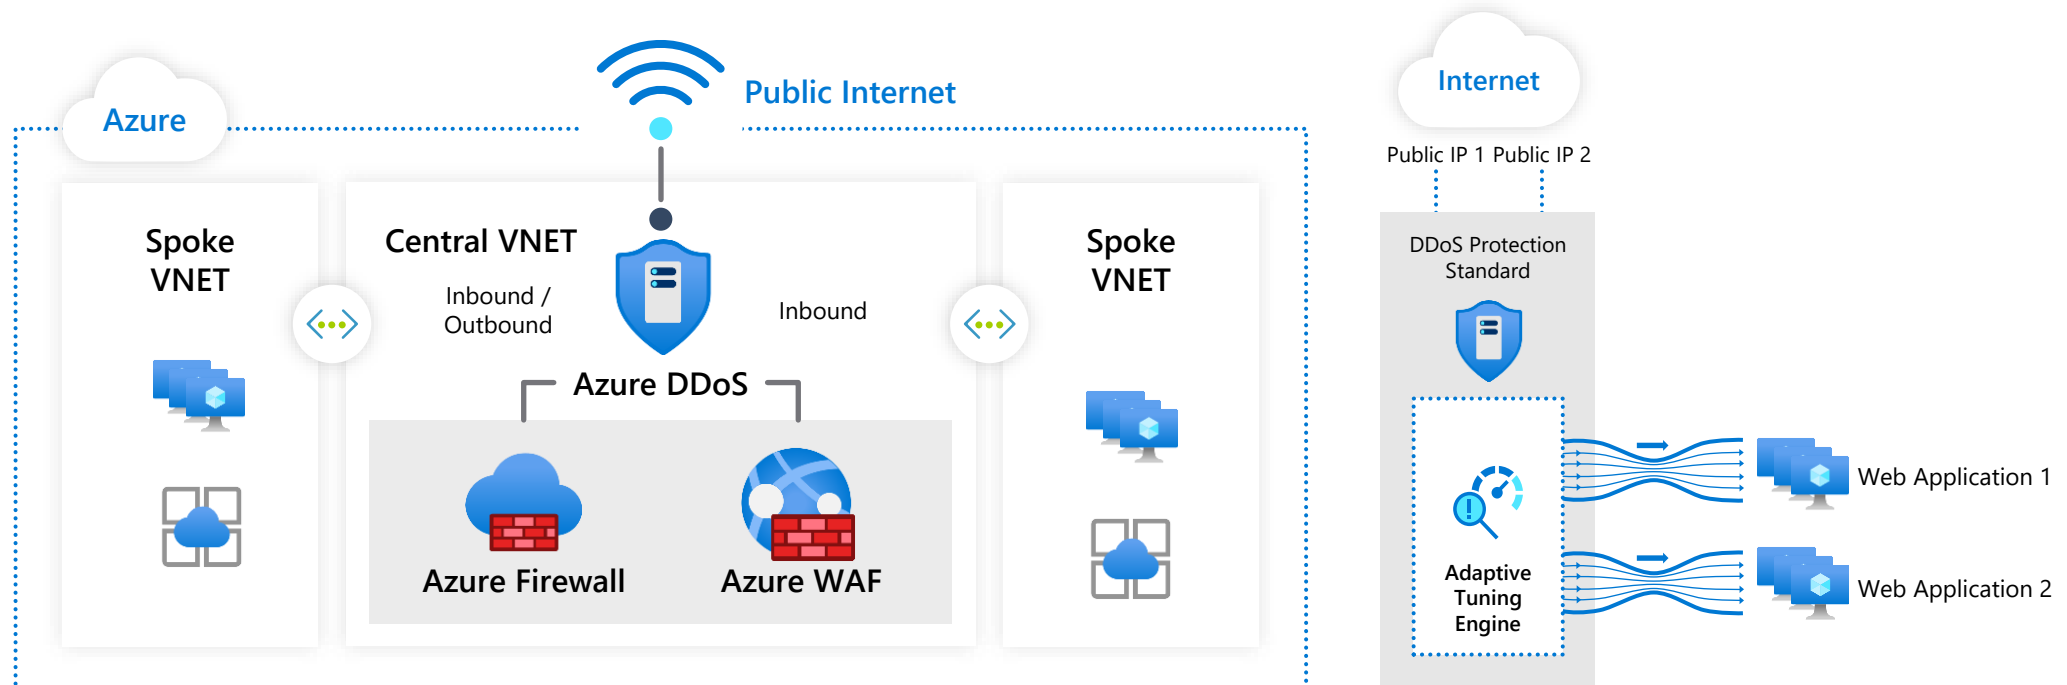 Azure
Public Internet
Spoke
VNET
Central VNET
Inbound /
Outbound
Inbound
Azure DDoS
Azure Firewall
Azure WAF
Spoke
VNET
Internet
Public IP 1 Public IP 2
DDoS Protection
Standard
Adaptive
Tuning
Engine
Web Application 1
Web Application 2